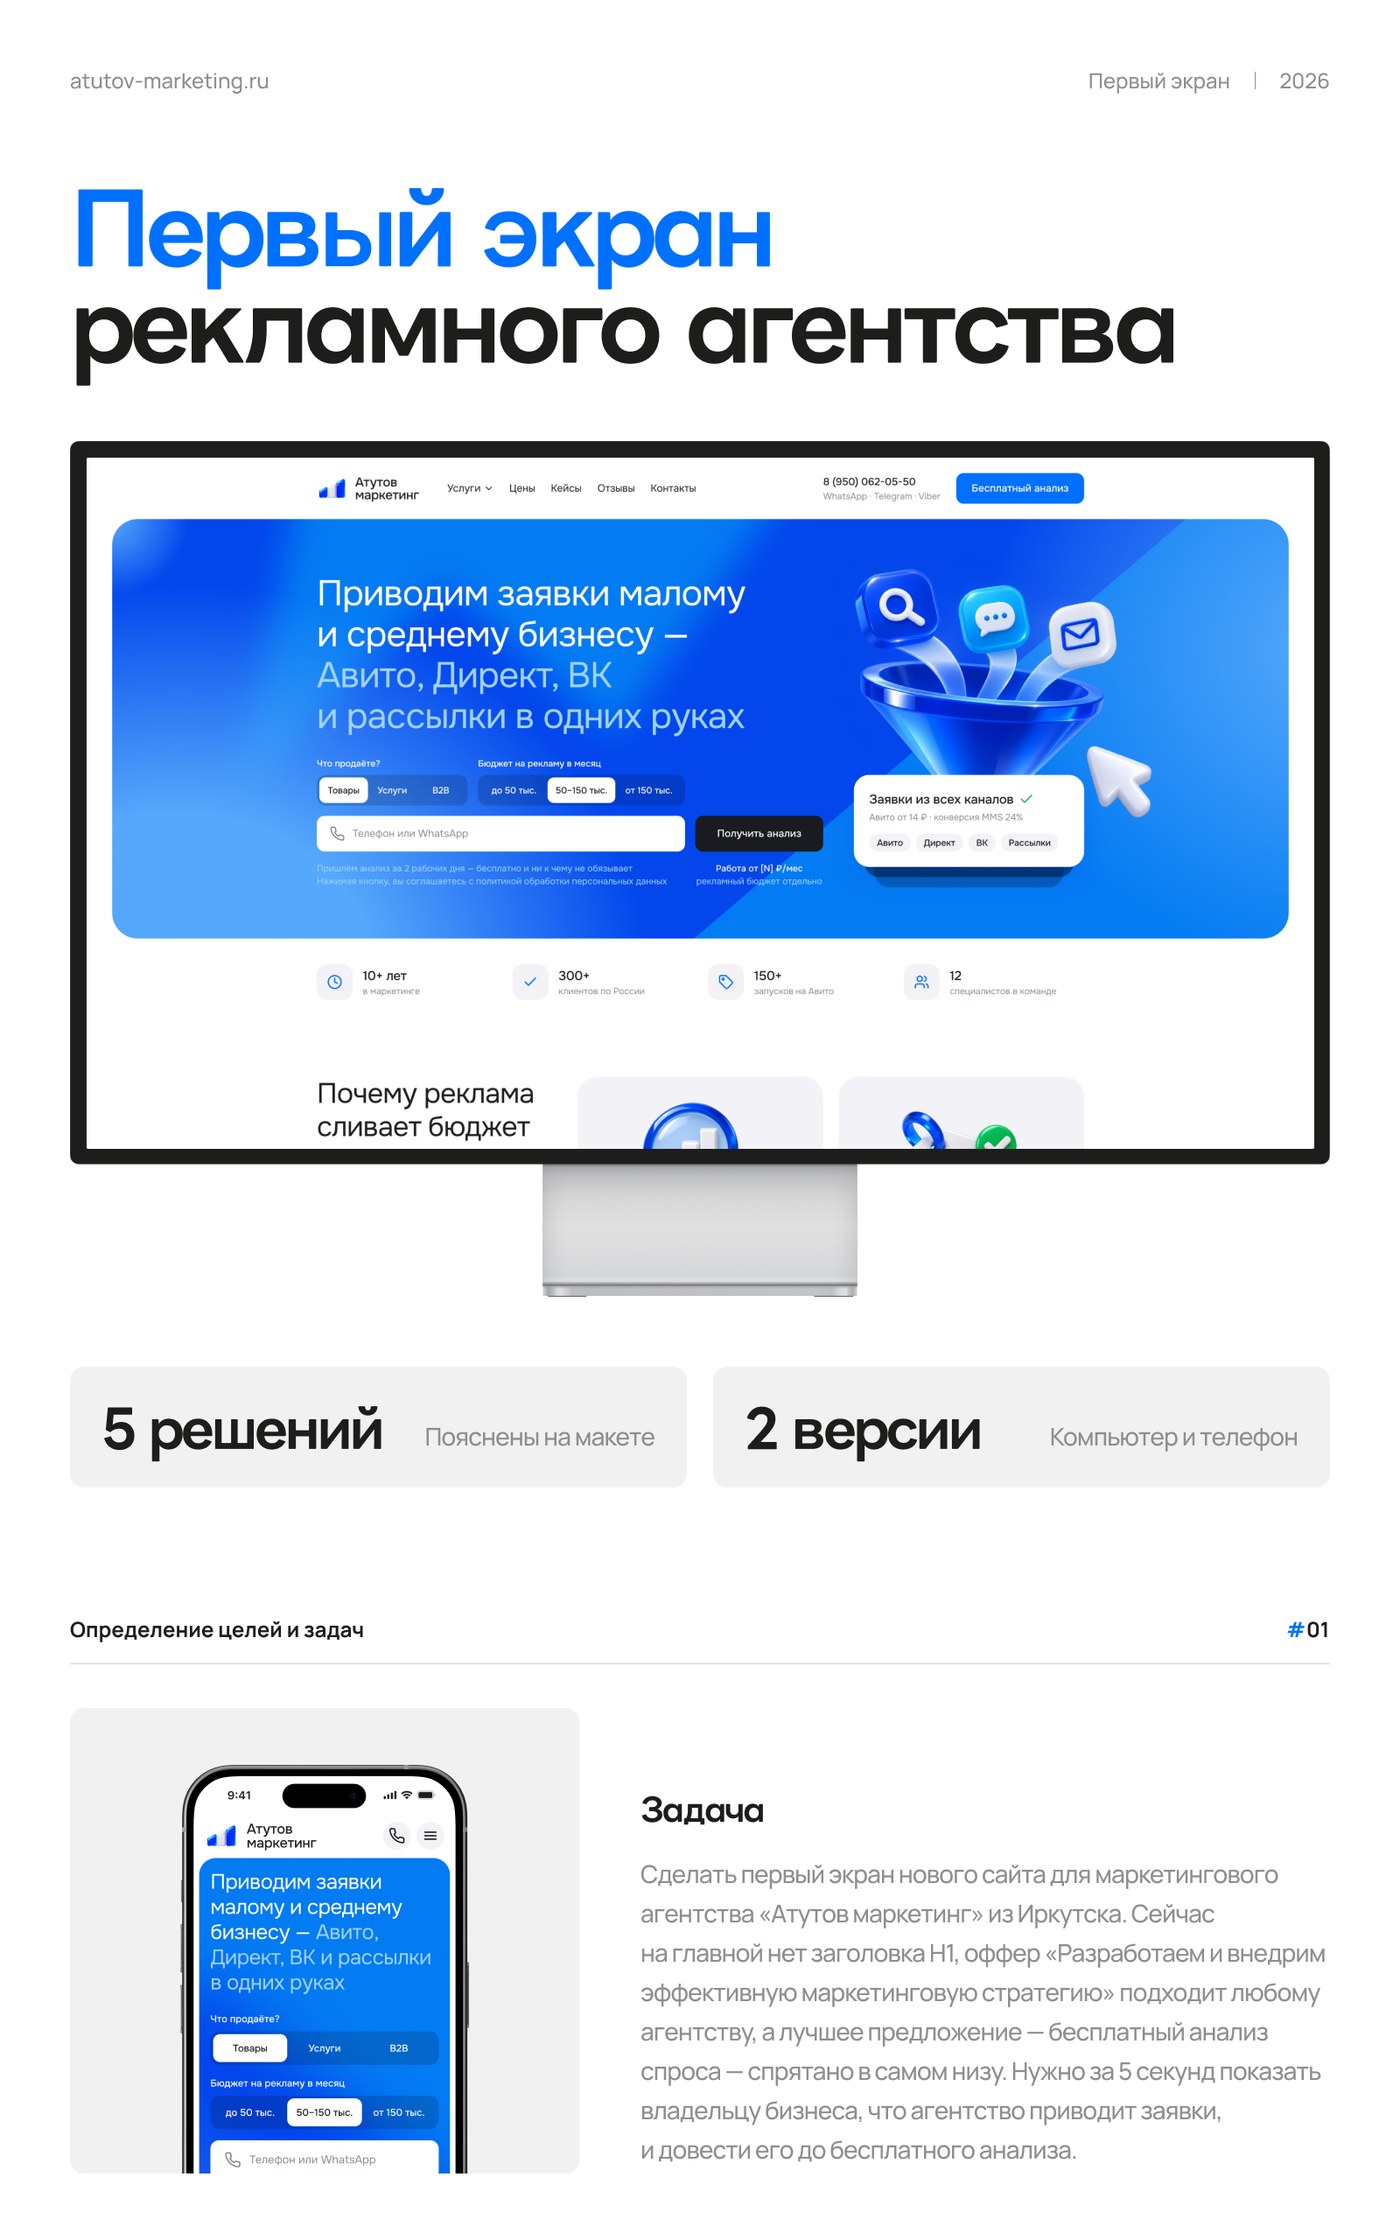 atutov-marketing.ru
Первый экран | 2026
Первый экран
рекламного агентства
Атутов
маркетинг
Услуги
Цены
Кейсы
Отзывы
Контакты
8 (950) 062-05-50
WhatsApp · Telegram · Viber
Бесплатный анализ
Приводим заявки малому
и среднему бизнесу —
Авито, Директ, ВК
и рассылки в одних руках
Что продаёте?
Товары
Услуги
B2B
Бюджет на рекламу в месяц
до 50 тыс.
50–150 тыс.
от 150 тыс.
Телефон или WhatsApp
Получить анализ
Пришлём анализ за 2 рабочих дня — бесплатно и ни к чему не обязывает
Нажимая кнопку, вы соглашаетесь с политикой обработки персональных данных
Работа от [N] ₽/мес
рекламный бюджет отдельно
Заявки из всех каналов
Авито от 14 ₽ · конверсия MMS 24%
Авито
Директ
ВК
Рассылки
10+ лет
в маркетинге
300+
клиентов по России
150+
запусков на Авито
12
специалистов в команде
Почему реклама
сливает бюджет
5 решений
Пояснены на макете
2 версии
Компьютер и телефон
Определение целей и задач
#01
9:41
Атутов
маркетинг
Приводим заявки
малому и среднему
бизнесу — Авито,
Директ, ВК и рассылки
в одних руках
Что продаёте?
Товары
Услуги
B2B
Бюджет на рекламу в месяц
до 50 тыс.
50–150 тыс.
от 150 тыс.
Телефон или WhatsApp
Задача
Сделать первый экран нового сайта для маркетингового
агентства «Атутов маркетинг» из Иркутска. Сейчас
на главной нет заголовка H1, оффер «Разработаем и внедрим
эффективную маркетинговую стратегию» подходит любому
агентству, а лучшее предложение — бесплатный анализ
спроса — спрятано в самом низу. Нужно за 5 секунд показать
владельцу бизнеса, что агентство приводит заявки,
и довести его до бесплатного анализа.